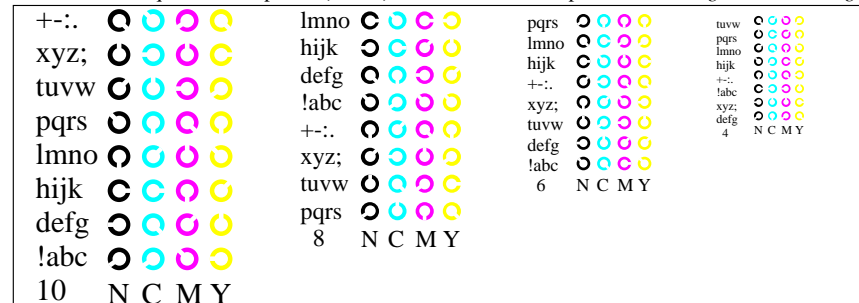 +-:.
xyz;
tuvw
pqrs
lmno
hijk
defg
!abc
10 N C M Y
lmno
hijk
defg
!abc
+-:.
xyz;
tuvw
pqrs
8 N C M Y
pqrs
lmno
hijk
+-:.
xyz;
tuvw
defg
!abc
6 N C M Y
tuvw
pqrs
lmno
hijk
+-:.
!abc
xyz;
defg
4 N C M Y